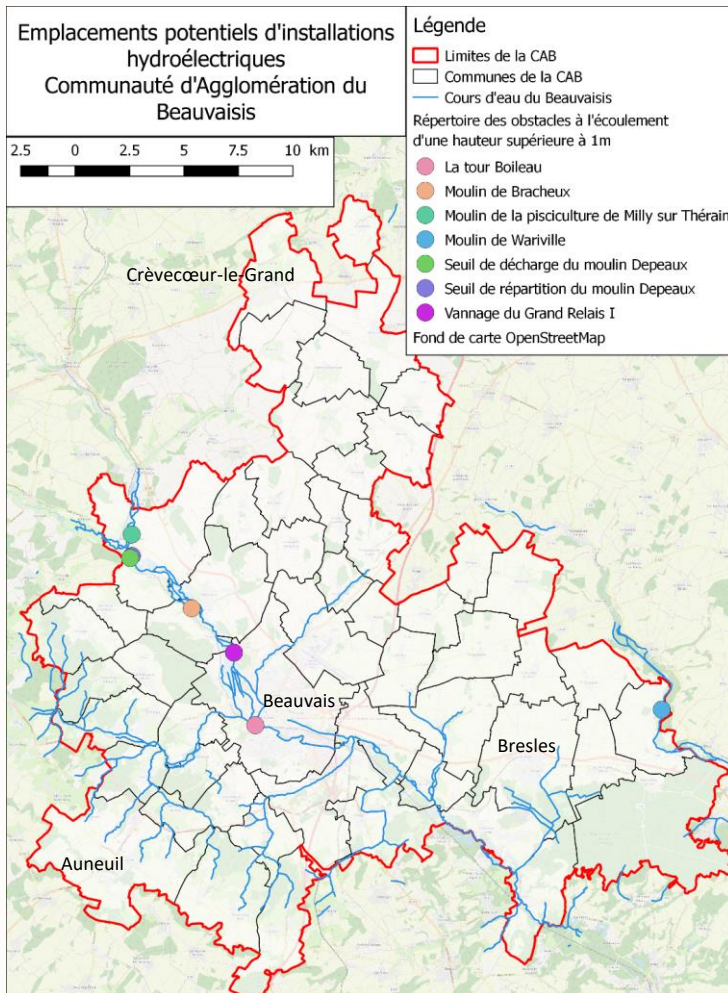 Emplacements potentiels d'installations
hydroélectriques
Communauté d'Agglomération du
Beauvaisis
2.5 0 2.5 5 7.5 10 km
Légende
Limites de la CAB
Communes de la CAB
Cours d'eau du Beauvaisis
Répertoire des obstacles à l'écoulement
d'une hauteur supérieure à 1m
La tour Boileau
Moulin de Bracheux
Moulin de la pisciculture de Milly sur Thérain
Moulin de Wariville
Seuil de décharge du moulin Depeaux
Seuil de répartition du moulin Depeaux
Vannage du Grand Relais I
Fond de carte OpenStreetMap
Crèvecœur-le-Grand
Beauvais
Bresles
Auneuil